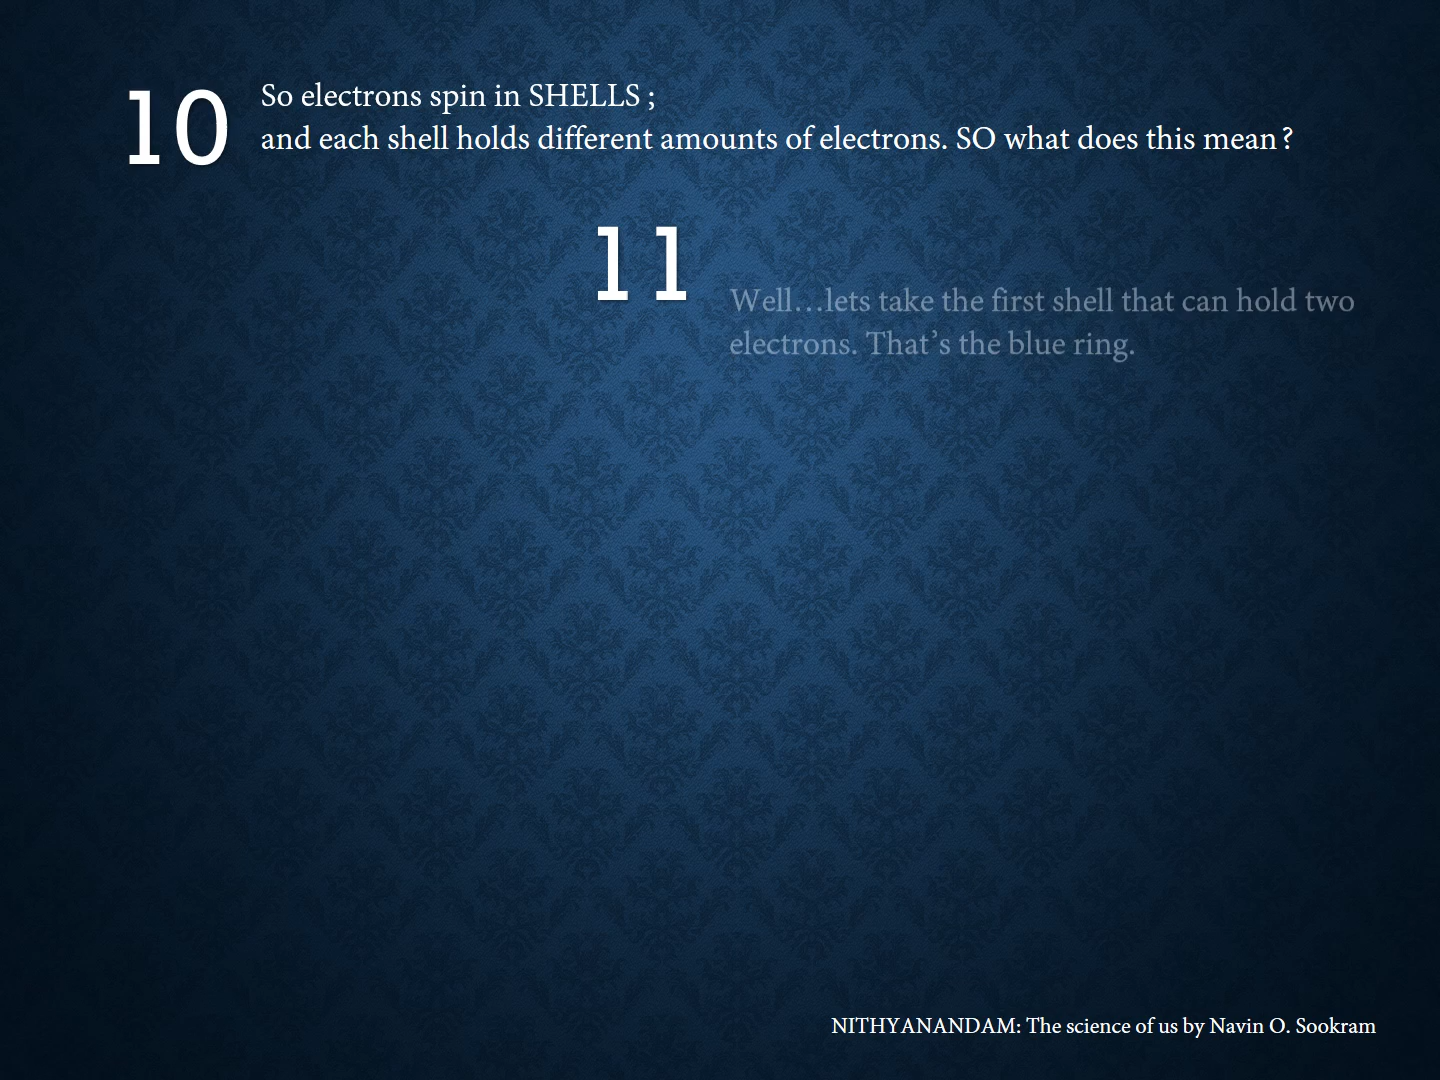 10
So electrons spin in SHELLS ;
and each shell holds different amounts of electrons. SO what does this mean ?
11
Well…lets take the first shell that can hold two
electrons. That’s the blue ring.
NITHYANANDAM: The science of us by Navin O. Sookram